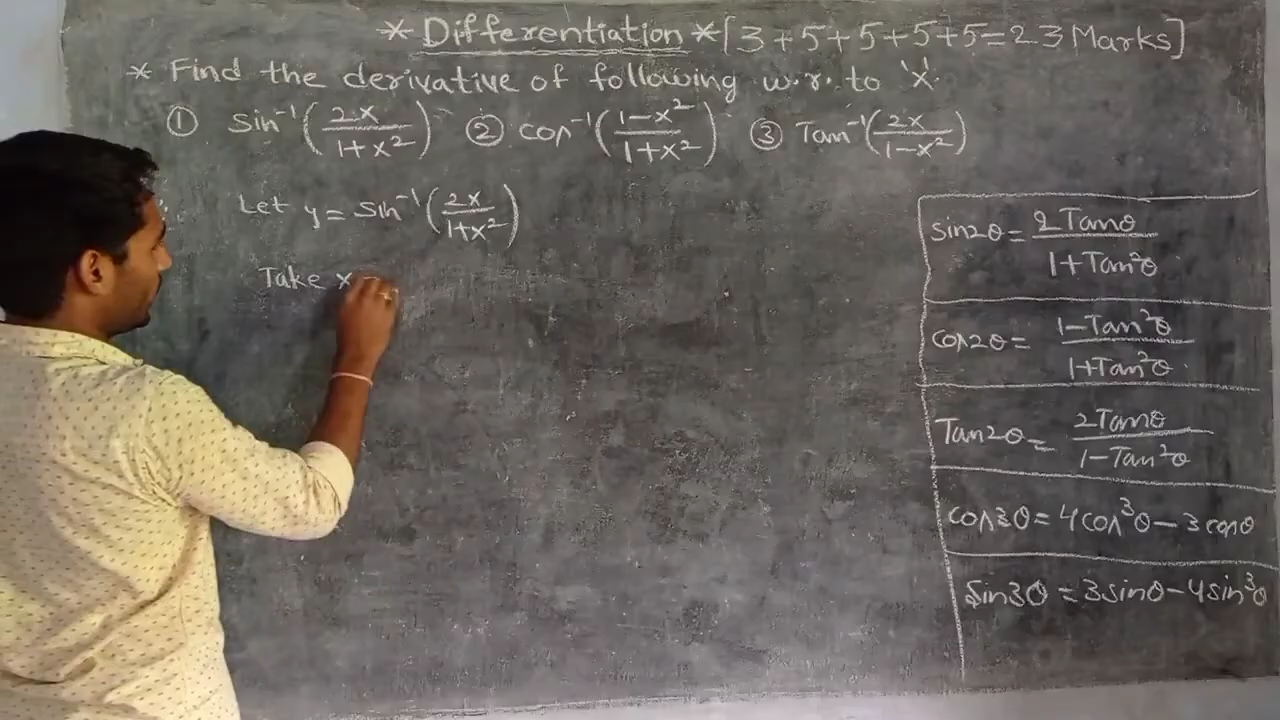 * Differentiation * [3+5+5+5+5=23 Marks]
* Find the derivative of following w.r. to 'x'.
① Sin⁻¹(2x/1+x²) ② cos⁻¹(1-x²/1+x²) ③ Tan⁻¹(2x/1-x²)
Let y = Sin⁻¹(2x/1+x²)
Take x
Sin2θ = 2Tanθ/1+Tan²θ
cos2θ = 1-Tan²θ/1+Tan²θ
Tan2θ = 2Tanθ/1-Tan²θ
cos3θ = 4cos³θ - 3cosθ
Sin3θ = 3sinθ - 4sin³θ